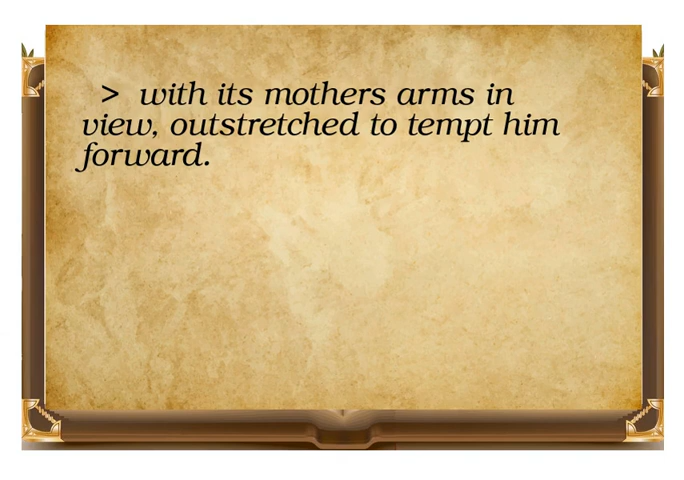 > with its mothers arms in
view, outstretched to tempt him
forward.